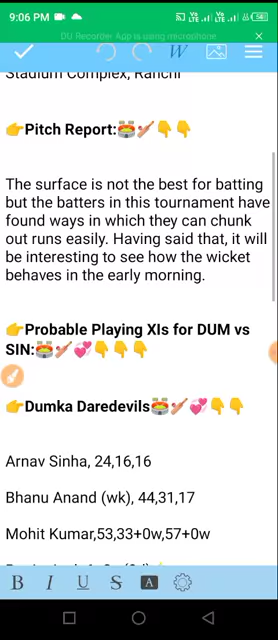 9:06 PM
DU Recorder App is using microphone
W
Stadium Complex, Ranchi
👉Pitch Report:🏟🏏👇👇
The surface is not the best for batting
but the batters in this tournament have
found ways in which they can chunk
out runs easily. Having said that, it will
be interesting to see how the wicket
behaves in the early morning.
👉Probable Playing XIs for DUM vs
SIN:🏟🏏💞👇👇👇
👉Dumka Daredevils🏟🏏💞👇👇
Arnav Sinha, 24,16,16
Bhanu Anand (wk), 44,31,17
Mohit Kumar,53,33+0w,57+0w
B I U S A